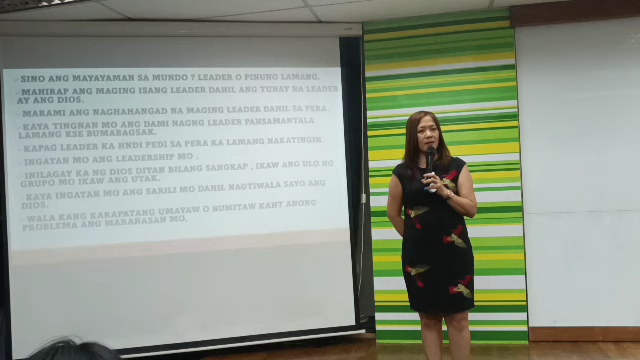 SINO ANG MAYAYAMAN SA MUNDO ? LEADER O PINUNO LAMANG.
MAHIRAP ANG MAGING ISANG LEADER DAHIL ANG TUNAY NA LEADER
AY ANG DIOS.
MARAMI ANG NAGHAHANGAD NA MAGING LEADER DAHIL SA PERA.
KAYA TINGNAN MO ANG DAMI NAGNG LEADER PANSAMANTALA
LAMANG KSE BUMABAGSAK.
KAPAG LEADER KA HNDI PEDI SA PERA KA LAMANG NAKATINGIN.
INGATAN MO ANG LEADERSHIP MO .
INILAGAY KA NG DIOS DIYAN BILANG SANGKAP , IKAW ANG ULO NG
GRUPO MO IKAW ANG UTAK.
KAYA INGATAN MO ANG SARILI MO DAHIL NAGTIWALA SAYO ANG
DIOS.
WALA KANG KARAPATANG UMAYAW O BUMITAW KAHT ANONG
PROBLEMA ANG MARANASAN MO.